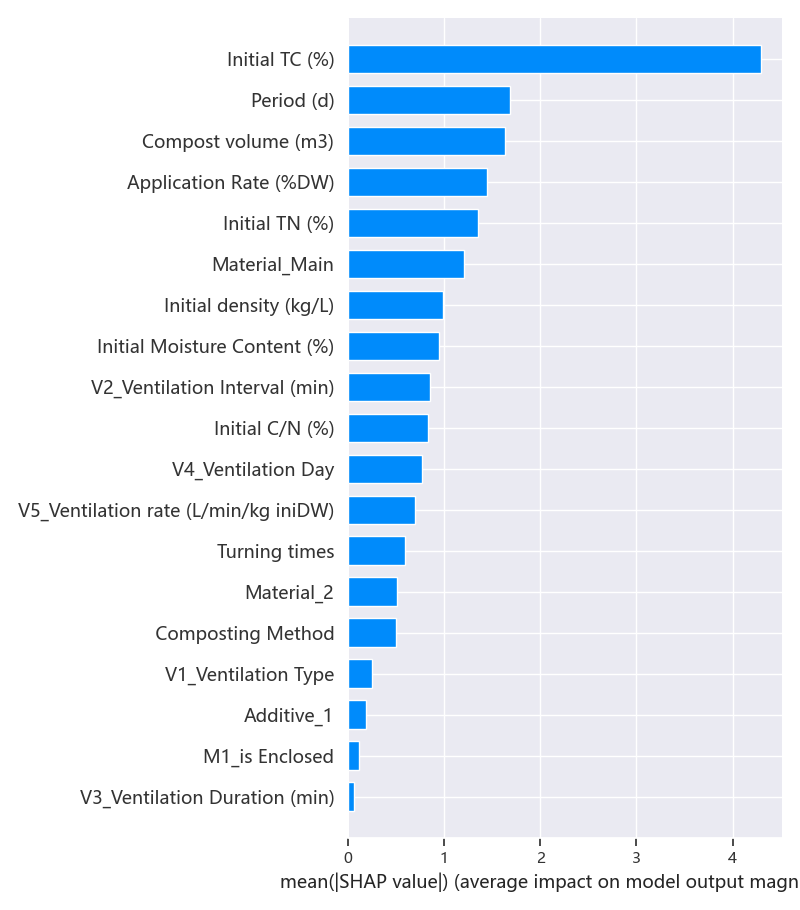 Initial TC (%)
Period (d)
Compost volume (m3)
Application Rate (%DW)
Initial TN (%)
Material_Main
Initial density (kg/L)
Initial Moisture Content (%)
V2_Ventilation Interval (min)
Initial C/N (%)
V4_Ventilation Day
V5_Ventilation rate (L/min/kg iniDW)
Turning times
Material_2
Composting Method
V1_Ventilation Type
Additive_1
M1_is Enclosed
V3_Ventilation Duration (min)
0 1 2 3 4
mean(|SHAP value|) (average impact on model output magn